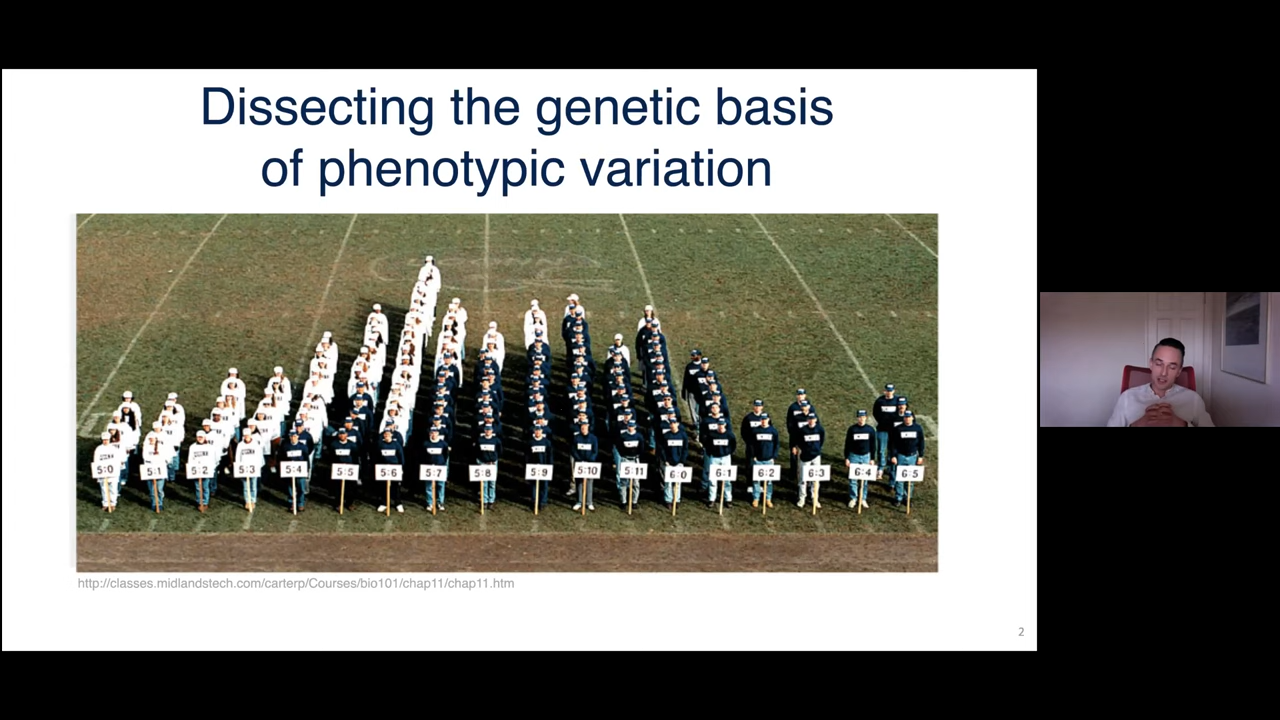 Dissecting the genetic basis
of phenotypic variation
5:0 5:1 5:2 5:3 5:4 5:5 5:6 5:7 5:8 5:9 5:10 5:11 6:0 6:1 6:2 6:3 6:4 6:5
http://classes.midlandstech.com/carterp/Courses/bio101/chap11/chap11.htm
2